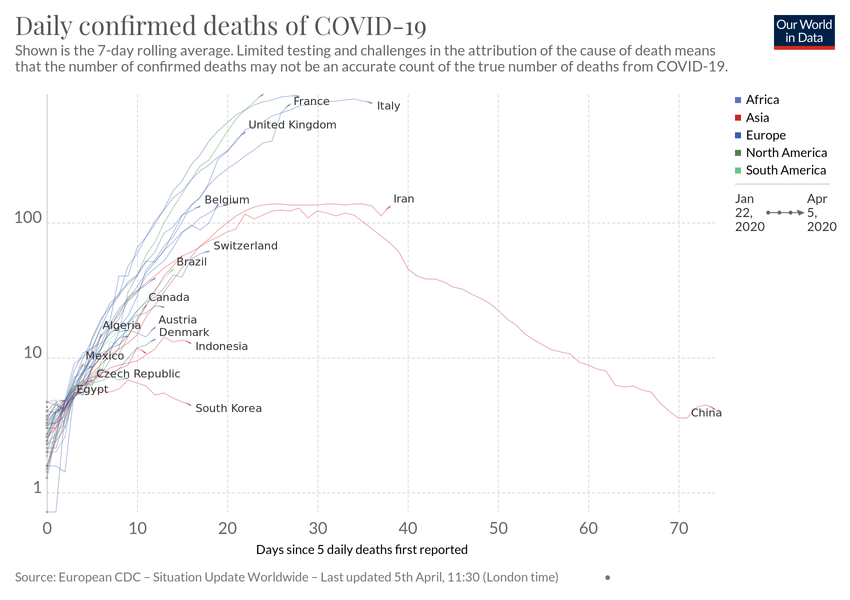 Daily confirmed deaths of COVID-19
Our World
in Data
Shown is the 7-day rolling average. Limited testing and challenges in the attribution of the cause of death means
that the number of confirmed deaths may not be an accurate count of the true number of deaths from COVID-19.
France
Italy
United Kingdom
Belgium
Iran
Switzerland
Brazil
Canada
Algeria
Austria
Denmark
Indonesia
Mexico
Czech Republic
Egypt
South Korea
China
100
10
1
0
10
20
30
40
50
60
70
Days since 5 daily deaths first reported
Africa
Asia
Europe
North America
South America
Jan
22,
2020
Apr
5,
2020
Source: European CDC – Situation Update Worldwide – Last updated 5th April, 11:30 (London time)